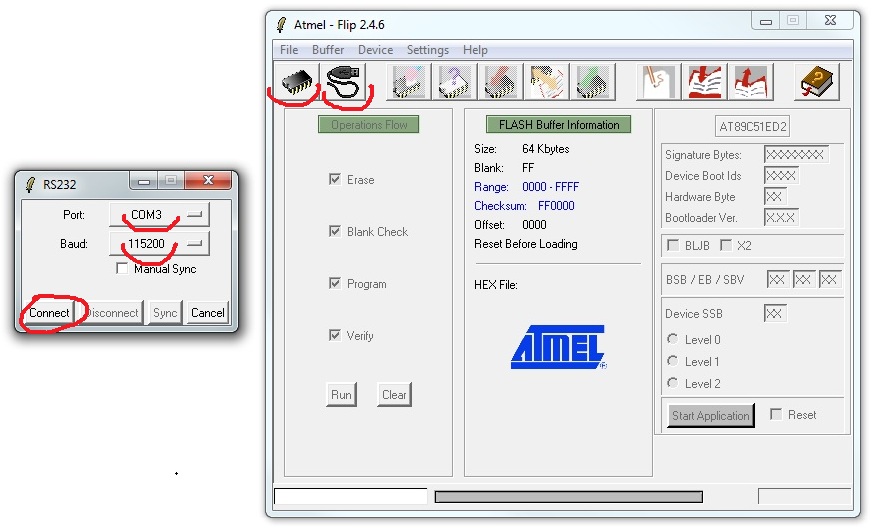 RS232
Port: COM3
Baud: 115200
Manual Sync
Connect Disconnect Sync Cancel
Atmel - Flip 2.4.6
File Buffer Device Settings Help
Operations Flow
Erase
Blank Check
Program
Verify
Run Clear
FLASH Buffer Information
Size: 64 Kbytes
Blank: FF
Range: 0000 - FFFF
Checksum: FF0000
Offset: 0000
Reset Before Loading
HEX File:
ATMEL ®
AT89C51ED2
Signature Bytes: XXXXXXXX
Device Boot Ids XXXX
Hardware Byte XX
Bootloader Ver. X.X.X
BLJB X2
BSB / EB / SBV XX XX XX
Device SSB XX
Level 0
Level 1
Level 2
Start Application Reset